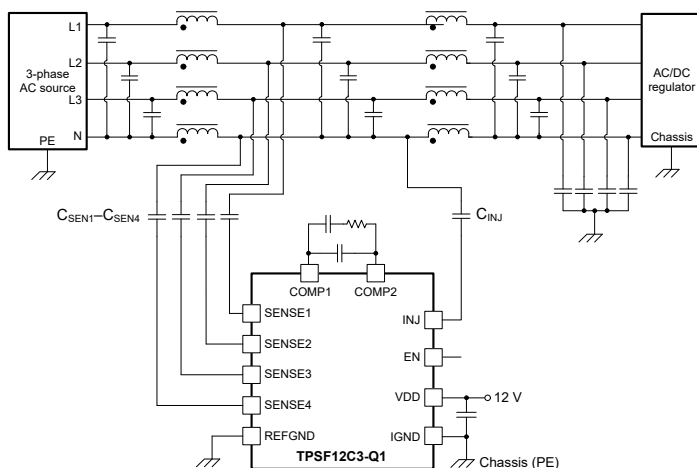 3-phase
AC source
L1
L2
L3
N
PE
AC/DC
regulator
Chassis
CSEN1–CSEN4
CINJ
COMP1
COMP2
SENSE1
SENSE2
SENSE3
SENSE4
REFGND
INJ
EN
VDD
IGND
12 V
Chassis (PE)
TPSF12C3-Q1